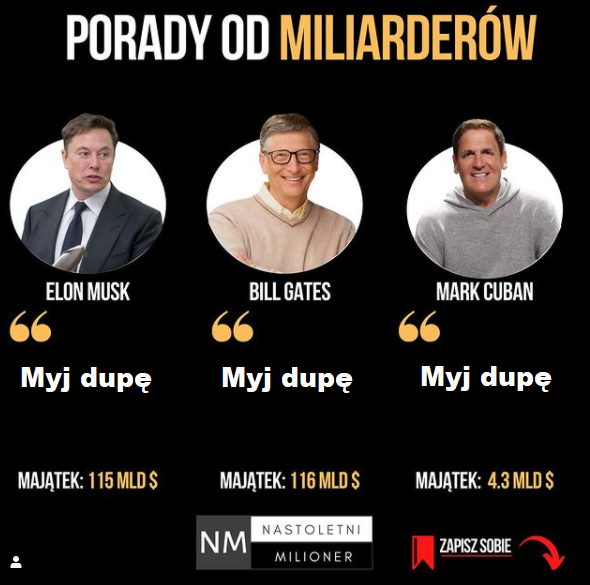 PORADY OD MILIARDERÓW
ELON MUSK
BILL GATES
MARK CUBAN
Myj dupę
Myj dupę
Myj dupę
MAJĄTEK: 115 MLD $
MAJĄTEK: 116 MLD $
MAJĄTEK: 4.3 MLD $
NM
NASTOLETNI
MILIONER
ZAPISZ SOBIE